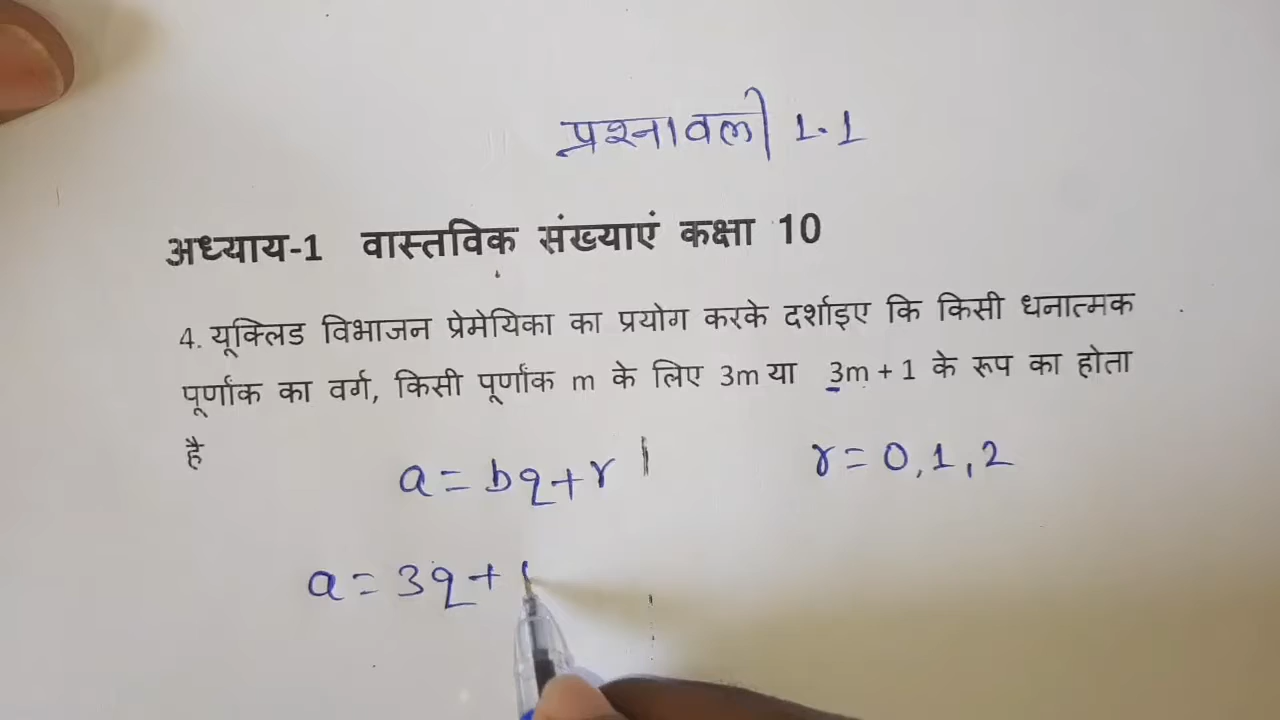 प्रश्नावली 1.1
अध्याय-1 वास्तविक संख्याएं कक्षा 10
4. यूक्लिड विभाजन प्रेमेयिका का प्रयोग करके दर्शाइए कि किसी धनात्मक
पूर्णांक का वर्ग, किसी पूर्णांक m के लिए 3m या 3m + 1 के रूप का होता
है
a = bq + r r = 0, 1, 2
a = 3q +